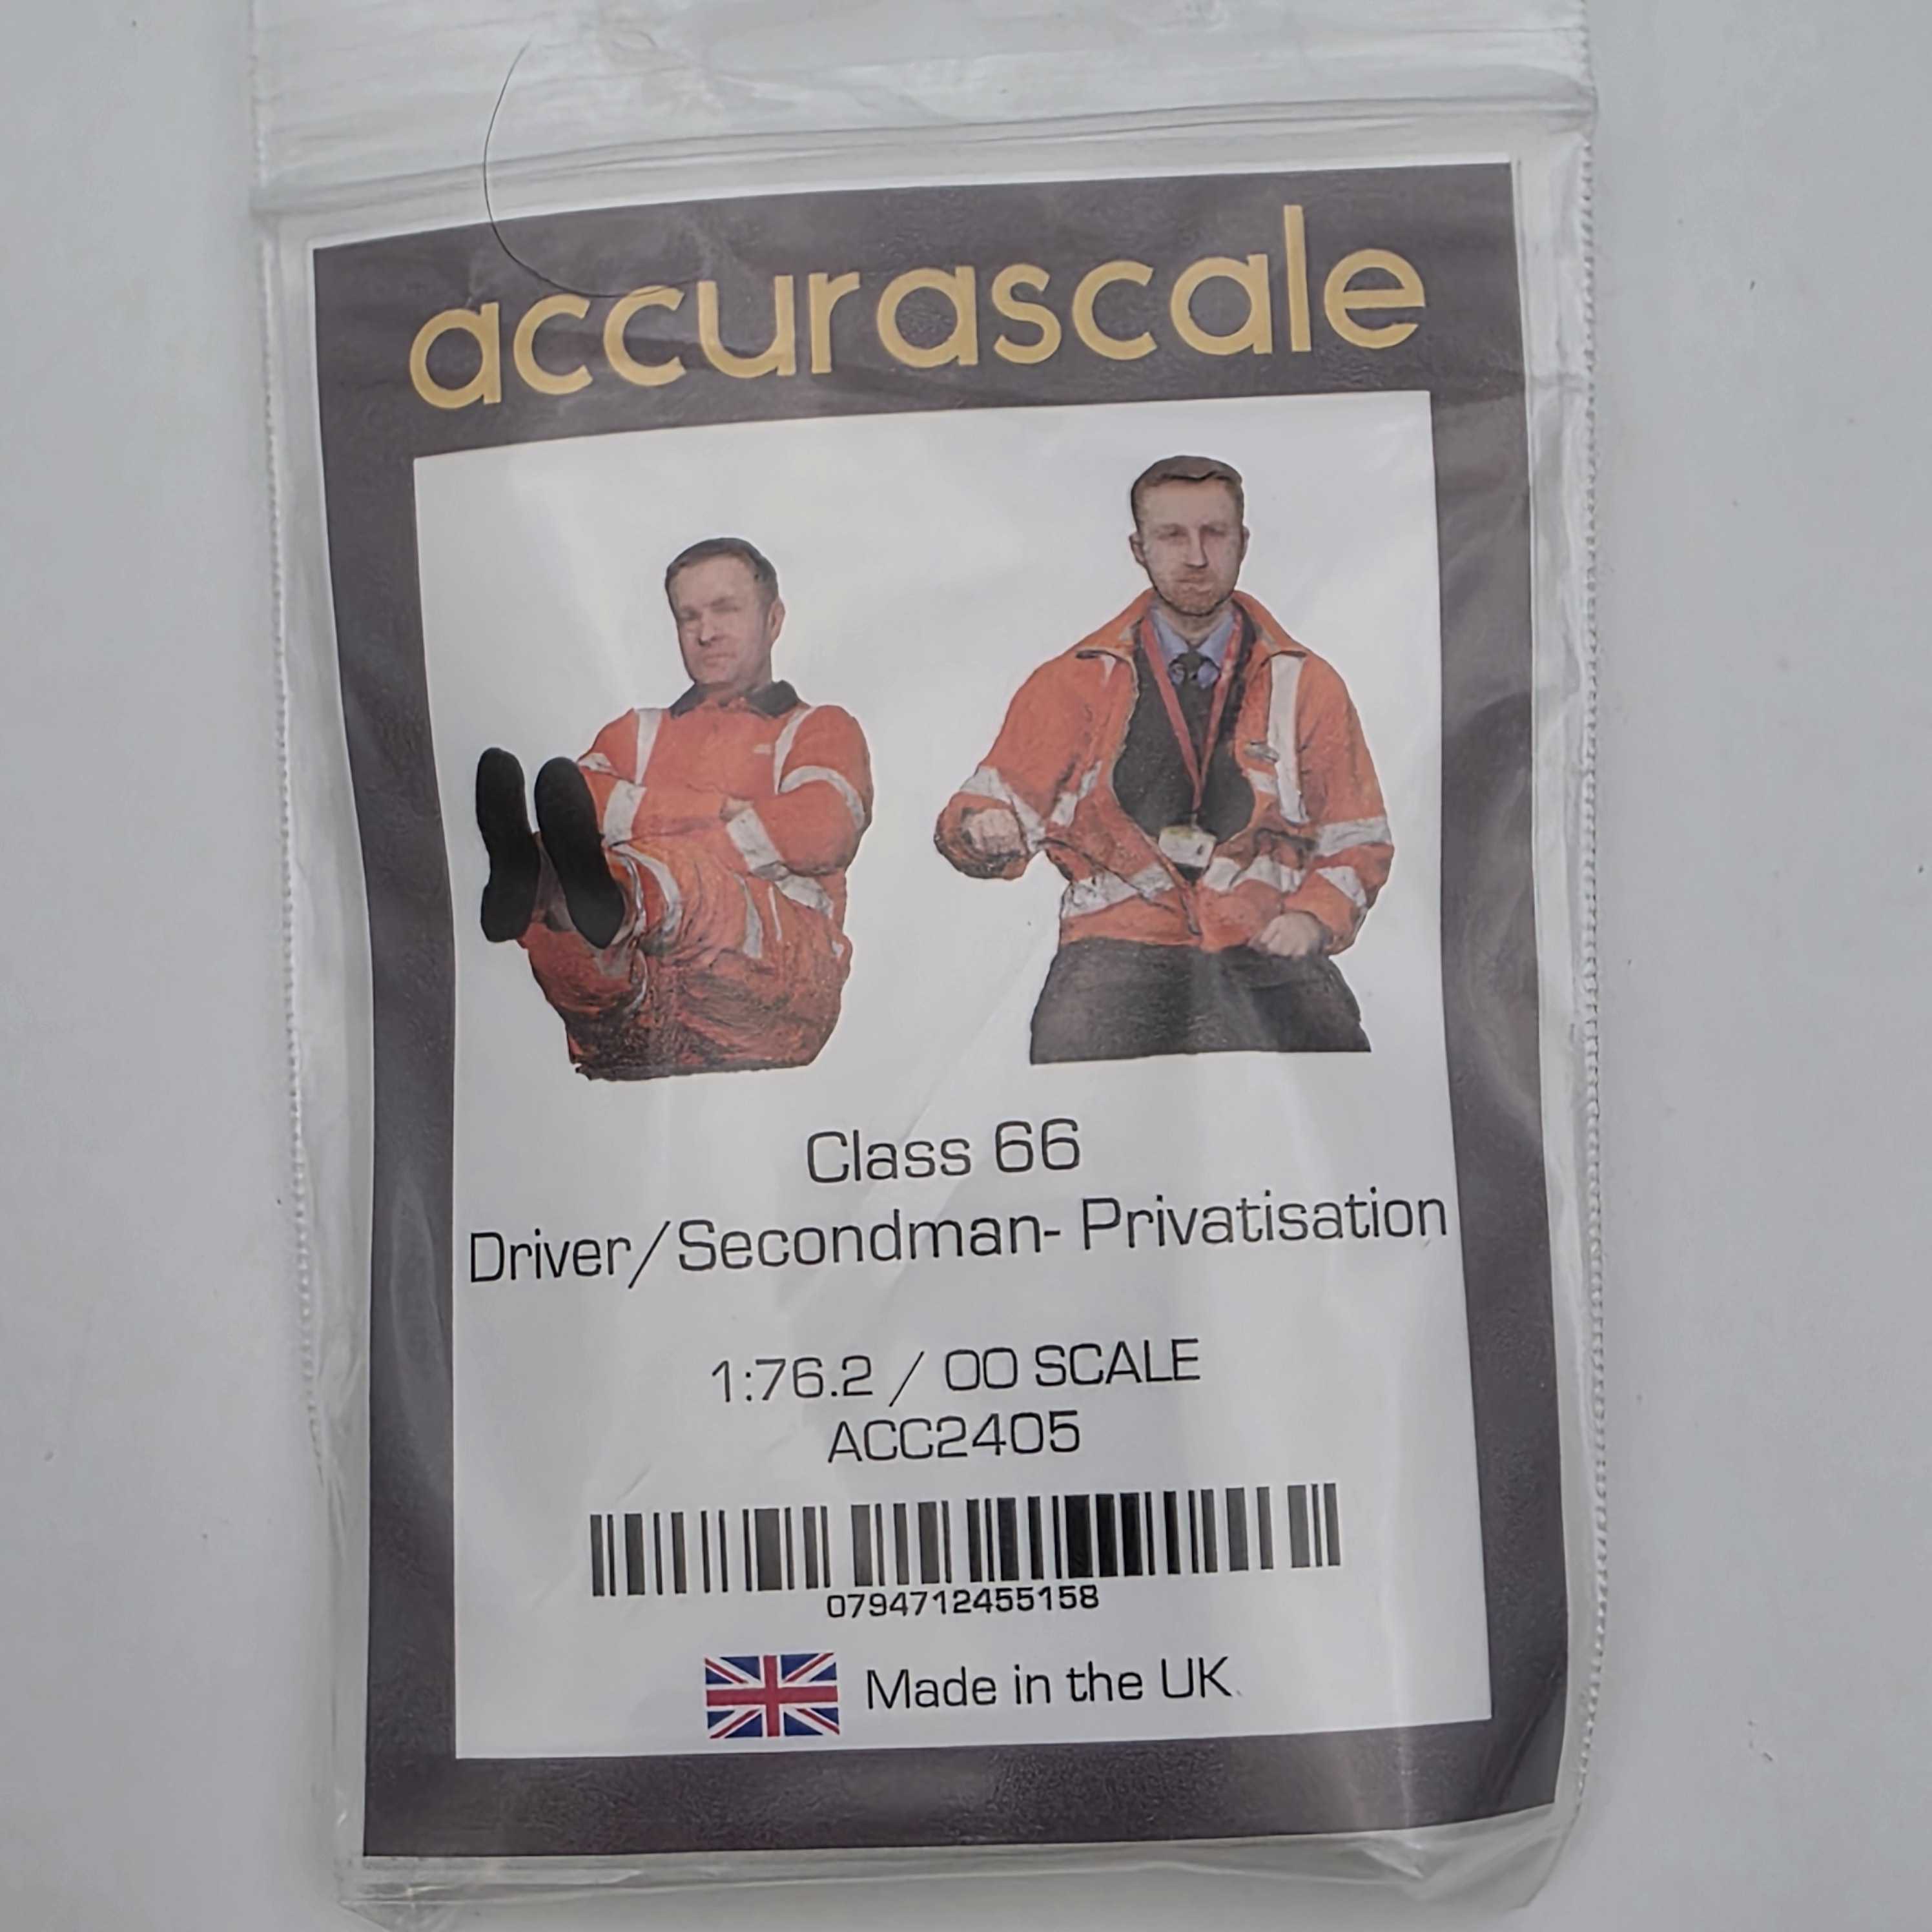 accurascale
Class 66
Driver/Secondman- Privatisation
1:76.2 / OO SCALE
ACC2405
0794712455158
Made in the UK